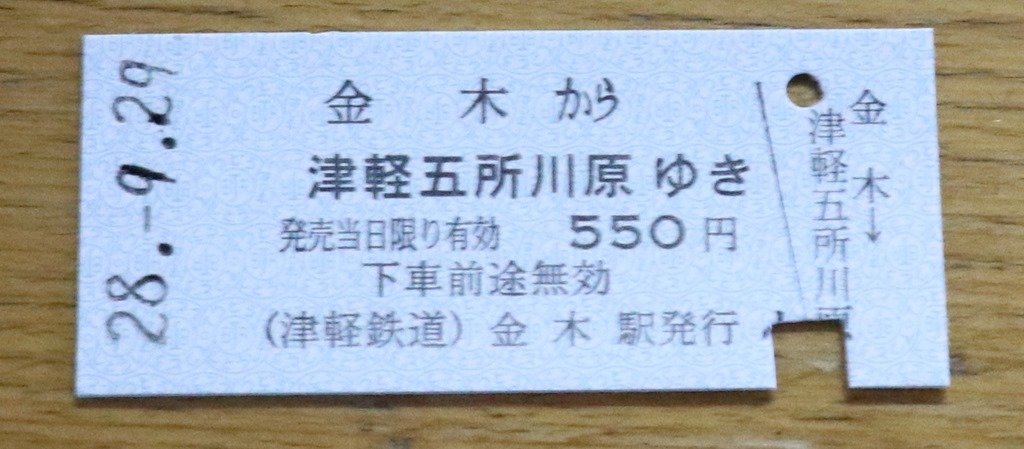 28.-9.29
金木から
津軽五所川原ゆき
発売当日限り有効 550円
下車前途無効
(津軽鉄道) 金木駅発行
金木→
津軽五所川原